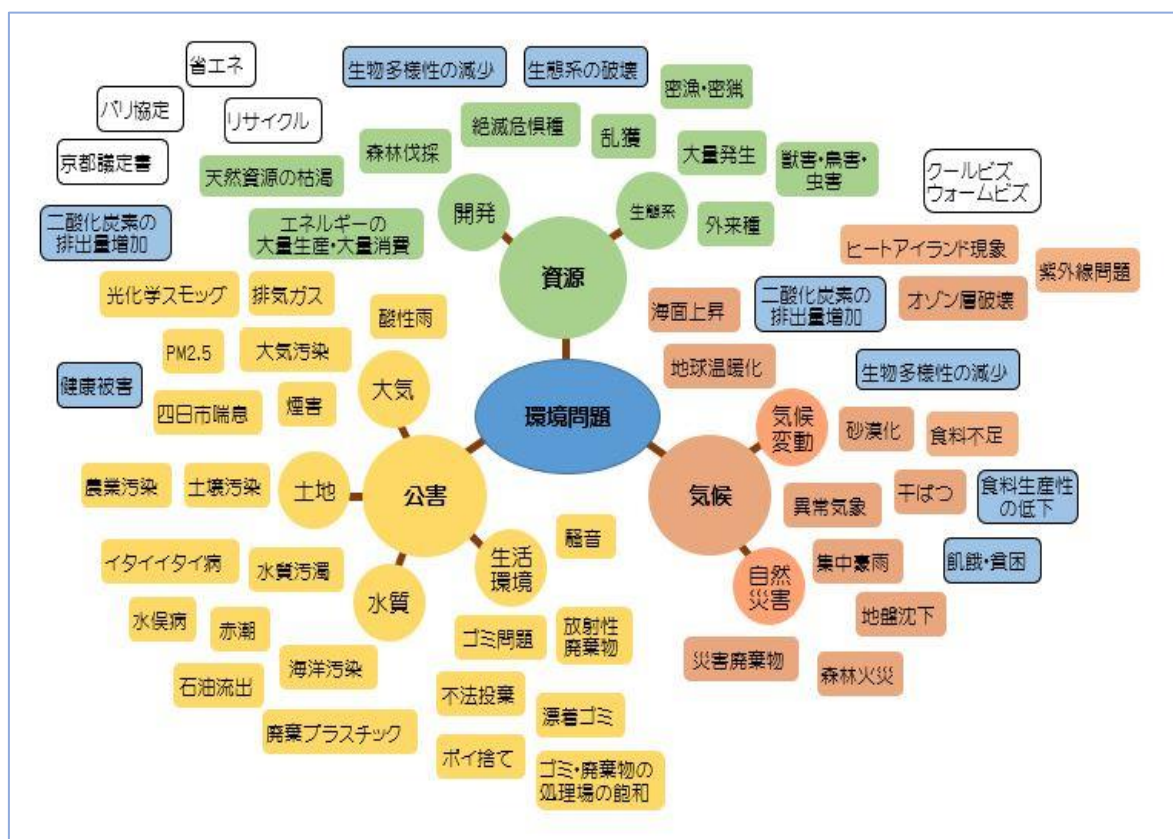 省エネ
パリ協定
リサイクル
京都議定書
生物多様性の減少
生態系の破壊
密漁・密猟
絶滅危惧種
乱獲
森林伐採
大量発生
獣害・鳥害・
虫害
天然資源の枯渇
開発
生態系
外来種
クールビズ
ウォームビズ
二酸化炭素の
排出量増加
エネルギーの
大量生産・大量消費
資源
ヒートアイランド現象
紫外線問題
光化学スモッグ
排気ガス
酸性雨
海面上昇
二酸化炭素の
排出量増加
オゾン層破壊
PM2.5
大気汚染
地球温暖化
生物多様性の減少
健康被害
四日市喘息
煙害
大気
環境問題
気候
変動
砂漠化
食料不足
農業汚染
土壌汚染
土地
公害
気候
異常気象
干ばつ
食料生産性
の低下
イタイイタイ病
水質汚濁
水質
生活
環境
騒音
自然
災害
集中豪雨
飢餓・貧困
地盤沈下
水俣病
赤潮
海洋汚染
石油流出
廃棄プラスチック
ゴミ問題
放射性
廃棄物
災害廃棄物
森林火災
不法投棄
漂着ゴミ
ポイ捨て
ゴミ・廃棄物の
処理場の飽和